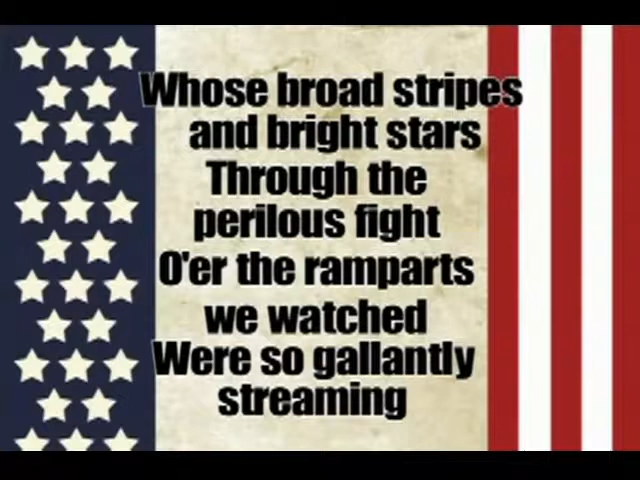 Whose broad stripes
and bright stars
Through the
perilous fight
O'er the ramparts
we watched
Were so gallantly
streaming